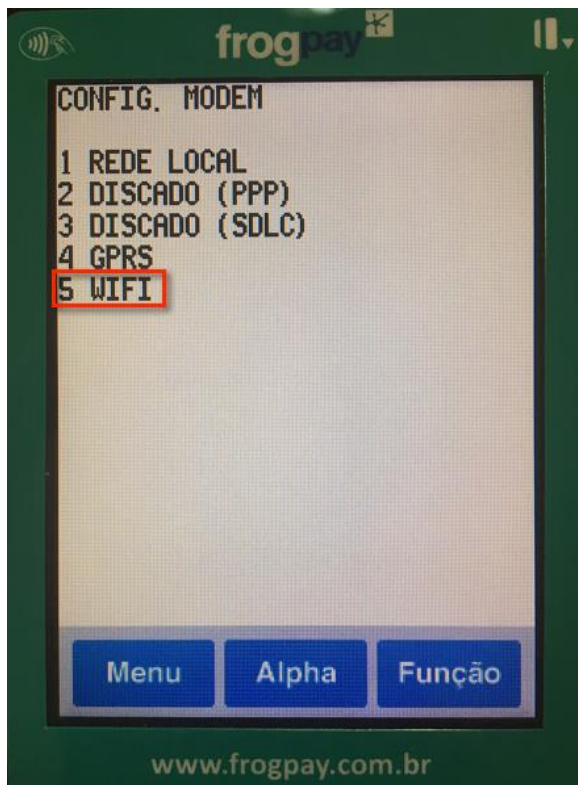 frogpay
CONFIG. MODEM
1 REDE LOCAL
2 DISCADO (PPP)
3 DISCADO (SDLC)
4 GPRS
5 WIFI
Menu Alpha Função
www.frogpay.com.br